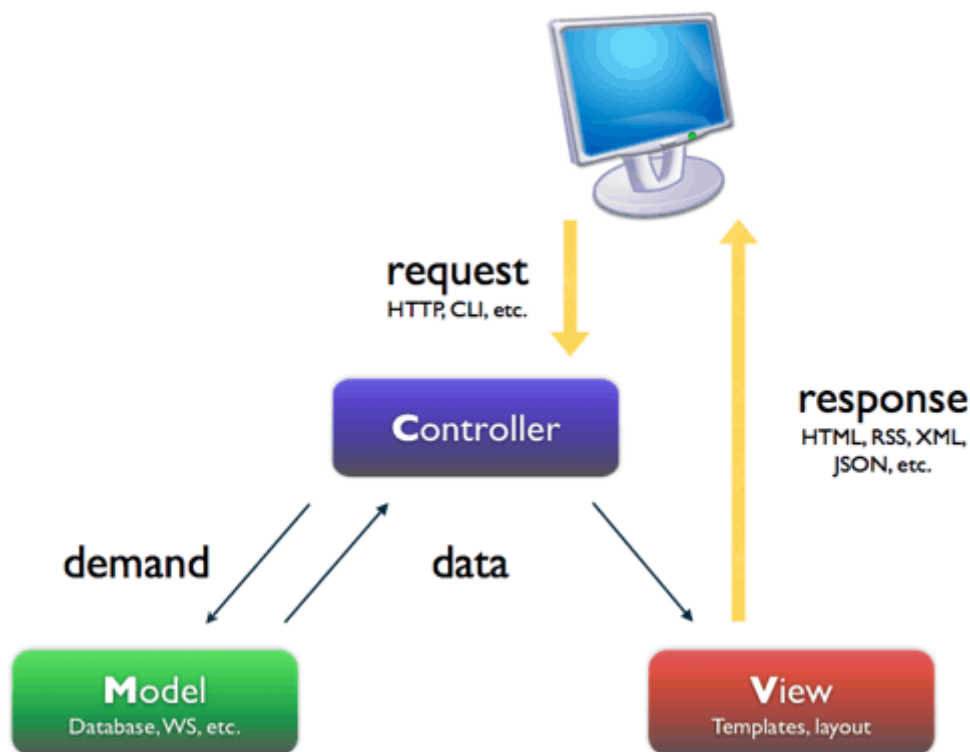 request
HTTP, CLI, etc.
Controller
response
HTML, RSS, XML,
JSON, etc.
demand
data
Model
Database, WS, etc.
View
Templates, layout